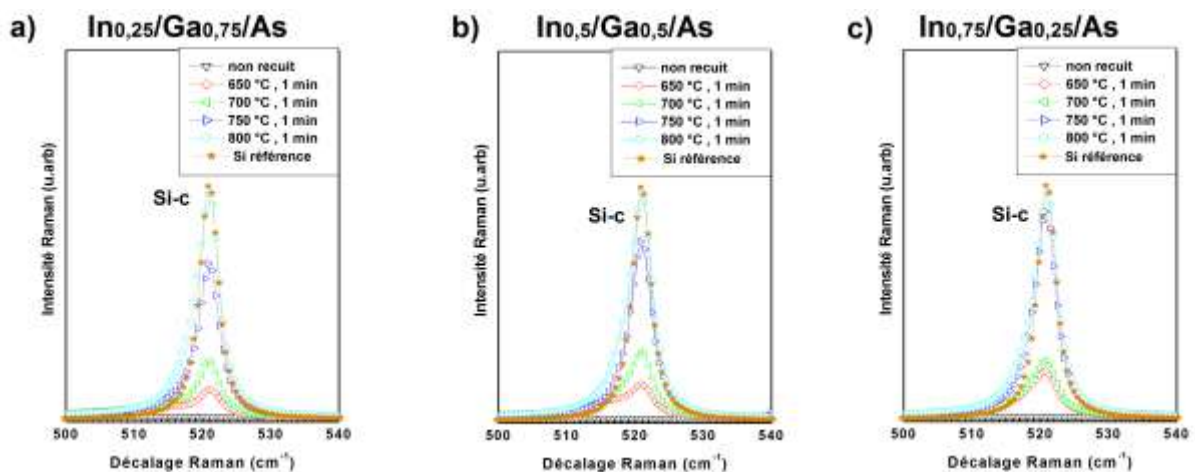 a) In0,25/Ga0,75/As
Intensité Raman (u.arb)
non recuit
650 °C , 1 min
700 °C , 1 min
750 °C , 1 min
800 °C , 1 min
Si référence
Si-c
500 510 520 530 540
Décalage Raman (cm-1)
b) In0,5/Ga0,5/As
Intensité Raman (u.arb)
non recuit
650 °C , 1 min
700 °C , 1 min
750 °C , 1 min
800 °C , 1 min
Si référence
Si-c
500 510 520 530 540
Décalage Raman (cm-1)
c) In0,75/Ga0,25/As
Intensité Raman (u.arb)
non recuit
650 °C , 1 min
700 °C , 1 min
750 °C , 1 min
800 °C , 1 min
Si référence
Si-c
500 510 520 530 540
Décalage Raman (cm-1)